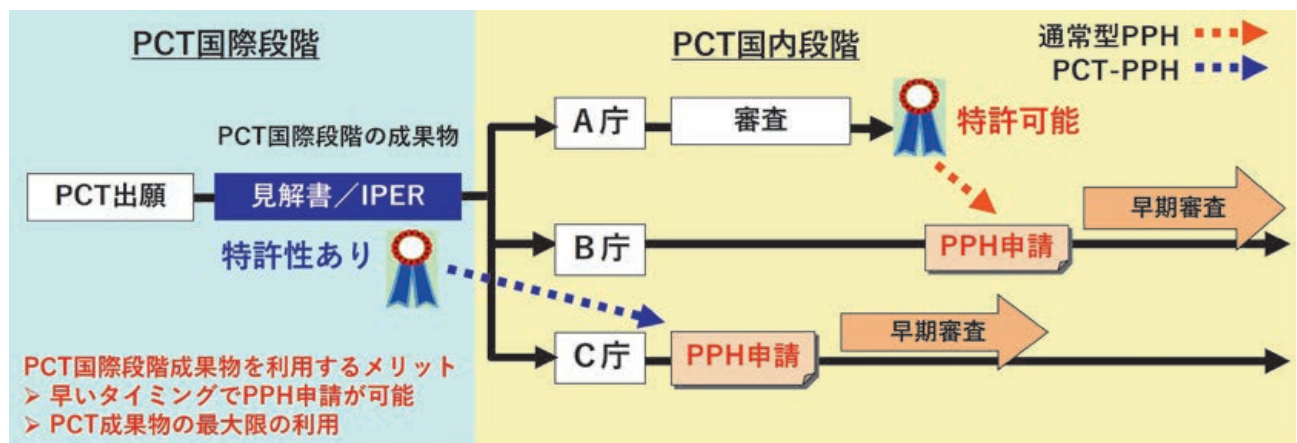 PCT国際段階
PCT国内段階
通常型PPH
PCT-PPH
A庁
審査
特許可能
PCT国際段階の成果物
PCT出願
見解書／IPER
早期審査
特許性あり
B庁
PPH申請
C庁
PPH申請
早期審査
PCT国際段階成果物を利用するメリット
➢ 早いタイミングでPPH申請が可能
➢ PCT成果物の最大限の利用